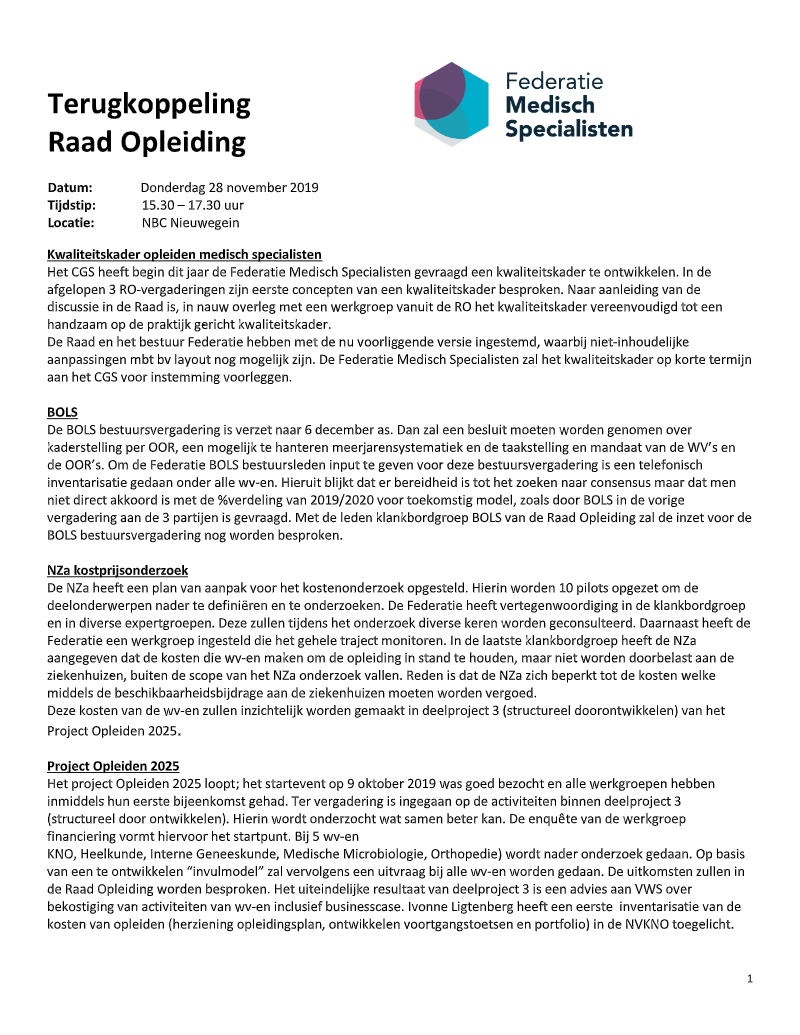 Terugkoppeling
Raad Opleiding
Federatie
Medisch
Specialisten
Datum: Donderdag 28 november 2019
Tijdstip: 15.30 – 17.30 uur
Locatie: NBC Nieuwegein
Kwaliteitskader opleiden medisch specialisten
Het CGS heeft begin dit jaar de Federatie Medisch Specialisten gevraagd een kwaliteitskader te ontwikkelen. In de
afgelopen 3 RO-vergaderingen zijn eerste concepten van een kwaliteitskader besproken. Naar aanleiding van de
discussie in de Raad is, in nauw overleg met een werkgroep vanuit de RO het kwaliteitskader vereenvoudigd tot een
handzaam op de praktijk gericht kwaliteitskader.
De Raad en het bestuur Federatie hebben met de nu voorliggende versie ingestemd, waarbij niet-inhoudelijke
aanpassingen mbt bv layout nog mogelijk zijn. De Federatie Medisch Specialisten zal het kwaliteitskader op korte termijn
aan het CGS voor instemming voorleggen.
BOLS
De BOLS bestuursvergadering is verzet naar 6 december as. Dan zal een besluit moeten worden genomen over
kaderstelling per OOR, een mogelijk te hanteren meerjarensystematiek en de taakstelling en mandaat van de WV's en
de OOR's. Om de Federatie BOLS bestuursleden input te geven voor deze bestuursvergadering is een telefonisch
inventarisatie gedaan onder alle wv-en. Hieruit blijkt dat er bereidheid is tot het zoeken naar consensus maar dat men
niet direct akkoord is met de %verdeling van 2019/2020 voor toekomstig model, zoals door BOLS in de vorige
vergadering aan de 3 partijen is gevraagd. Met de leden klankbordgroep BOLS van de Raad Opleiding zal de inzet voor de
BOLS bestuursvergadering nog worden besproken.
NZa kostprijsonderzoek
De NZa heeft een plan van aanpak voor het kostenonderzoek opgesteld. Hierin worden 10 pilots opgezet om de
deelonderwerpen nader te definiëren en te onderzoeken. De Federatie heeft vertegenwoordiging in de klankbordgroep
en in diverse expertgroepen. Deze zullen tijdens het onderzoek diverse keren worden geconsulteerd. Daarnaast heeft de
Federatie een werkgroep ingesteld die het gehele traject monitoren. In de laatste klankbordgroep heeft de NZa
aangegeven dat de kosten die wv-en maken om de opleiding in stand te houden, maar niet worden doorbelast aan de
ziekenhuizen, buiten de scope van het NZa onderzoek vallen. Reden is dat de NZa zich beperkt tot de kosten welke
middels de beschikbaarheidsbijdrage aan de ziekenhuizen moeten worden vergoed.
Deze kosten van de wv-en zullen inzichtelijk worden gemaakt in deelproject 3 (structureel doorontwikkelen) van het
Project Opleiden 2025.
Project Opleiden 2025
Het project Opleiden 2025 loopt; het startevent op 9 oktober 2019 was goed bezocht en alle werkgroepen hebben
inmiddels hun eerste bijeenkomst gehad. Ter vergadering is ingegaan op de activiteiten binnen deelproject 3
(structureel door ontwikkelen). Hierin wordt onderzocht wat samen beter kan. De enquête van de werkgroep
financiering vormt hiervoor het startpunt. Bij 5 wv-en
KNO, Heelkunde, Interne Geneeskunde, Medische Microbiologie, Orthopedie) wordt nader onderzoek gedaan. Op basis
van een te ontwikkelen “invulmodel” zal vervolgens een uitvraag bij alle wv-en worden gedaan. De uitkomsten zullen in
de Raad Opleiding worden besproken. Het uiteindelijke resultaat van deelproject 3 is een advies aan VWS over
bekostiging van activiteiten van wv-en inclusief businesscase. Ivonne Ligtenberg heeft een eerste inventarisatie van de
kosten van opleiden (herziening opleidingsplan, ontwikkelen voortgangstoetsen en portfolio) in de NVKNO toegelicht.
1